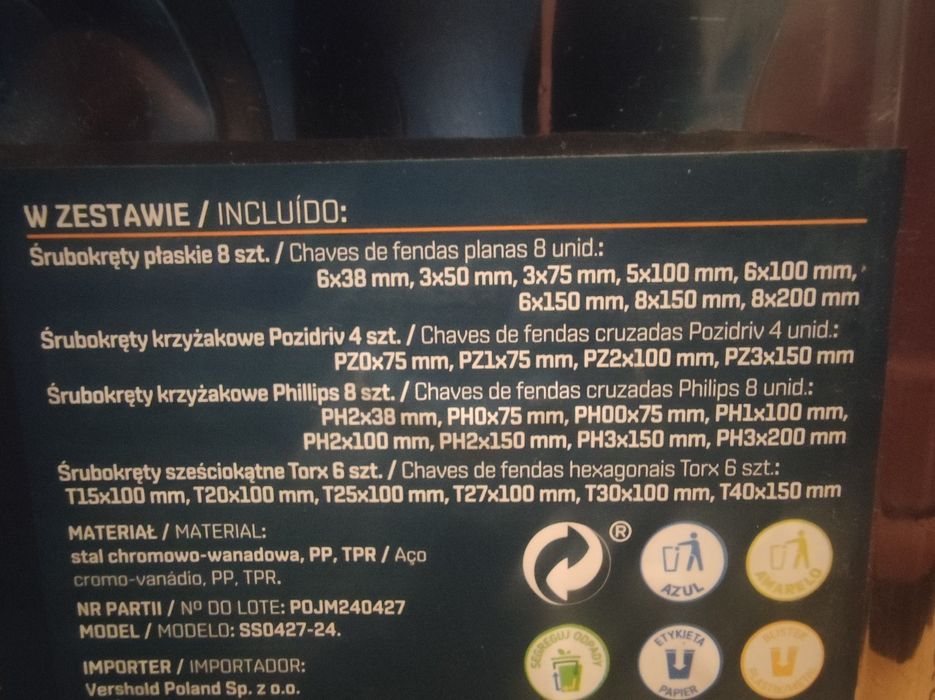 W ZESTAWIE / INCLUÍDO:
Śrubokręty płaskie 8 szt. / Chaves de fendas planas 8 unid.:
6x38 mm, 3x50 mm, 3x75 mm, 5x100 mm, 6x100 mm,
6x150 mm, 8x150 mm, 8x200 mm
Śrubokręty krzyżakowe Pozidriv 4 szt. / Chaves de fendas cruzadas Pozidriv 4 unid.:
PZ0x75 mm, PZ1x75 mm, PZ2x100 mm, PZ3x150 mm
Śrubokręty krzyżakowe Phillips 8 szt. / Chaves de fendas cruzadas Philips 8 unid.:
PH2x38 mm, PH0x75 mm, PH00x75 mm, PH1x100 mm,
PH2x100 mm, PH2x150 mm, PH3x150 mm, PH3x200 mm
Śrubokręty sześciokątne Torx 6 szt. / Chaves de fendas hexagonais Torx 6 szt.:
T15x100 mm, T20x100 mm, T25x100 mm, T27x100 mm, T30x100 mm, T40x150 mm
MATERIAŁ / MATERIAL:
stal chromowo-wanadowa, PP, TPR / Aço
cromo-vanádio, PP, TPR.
NR PARTII / Nº DO LOTE: POJM240427
MODEL / MODELO: SS0427-24.
IMPORTER / IMPORTADOR:
Vershold Poland Sp. z o.o.
®
AZUL
AMARELO
SEGREGUJ ODPADY
ETYKIETA
PAPIER
BLISTER